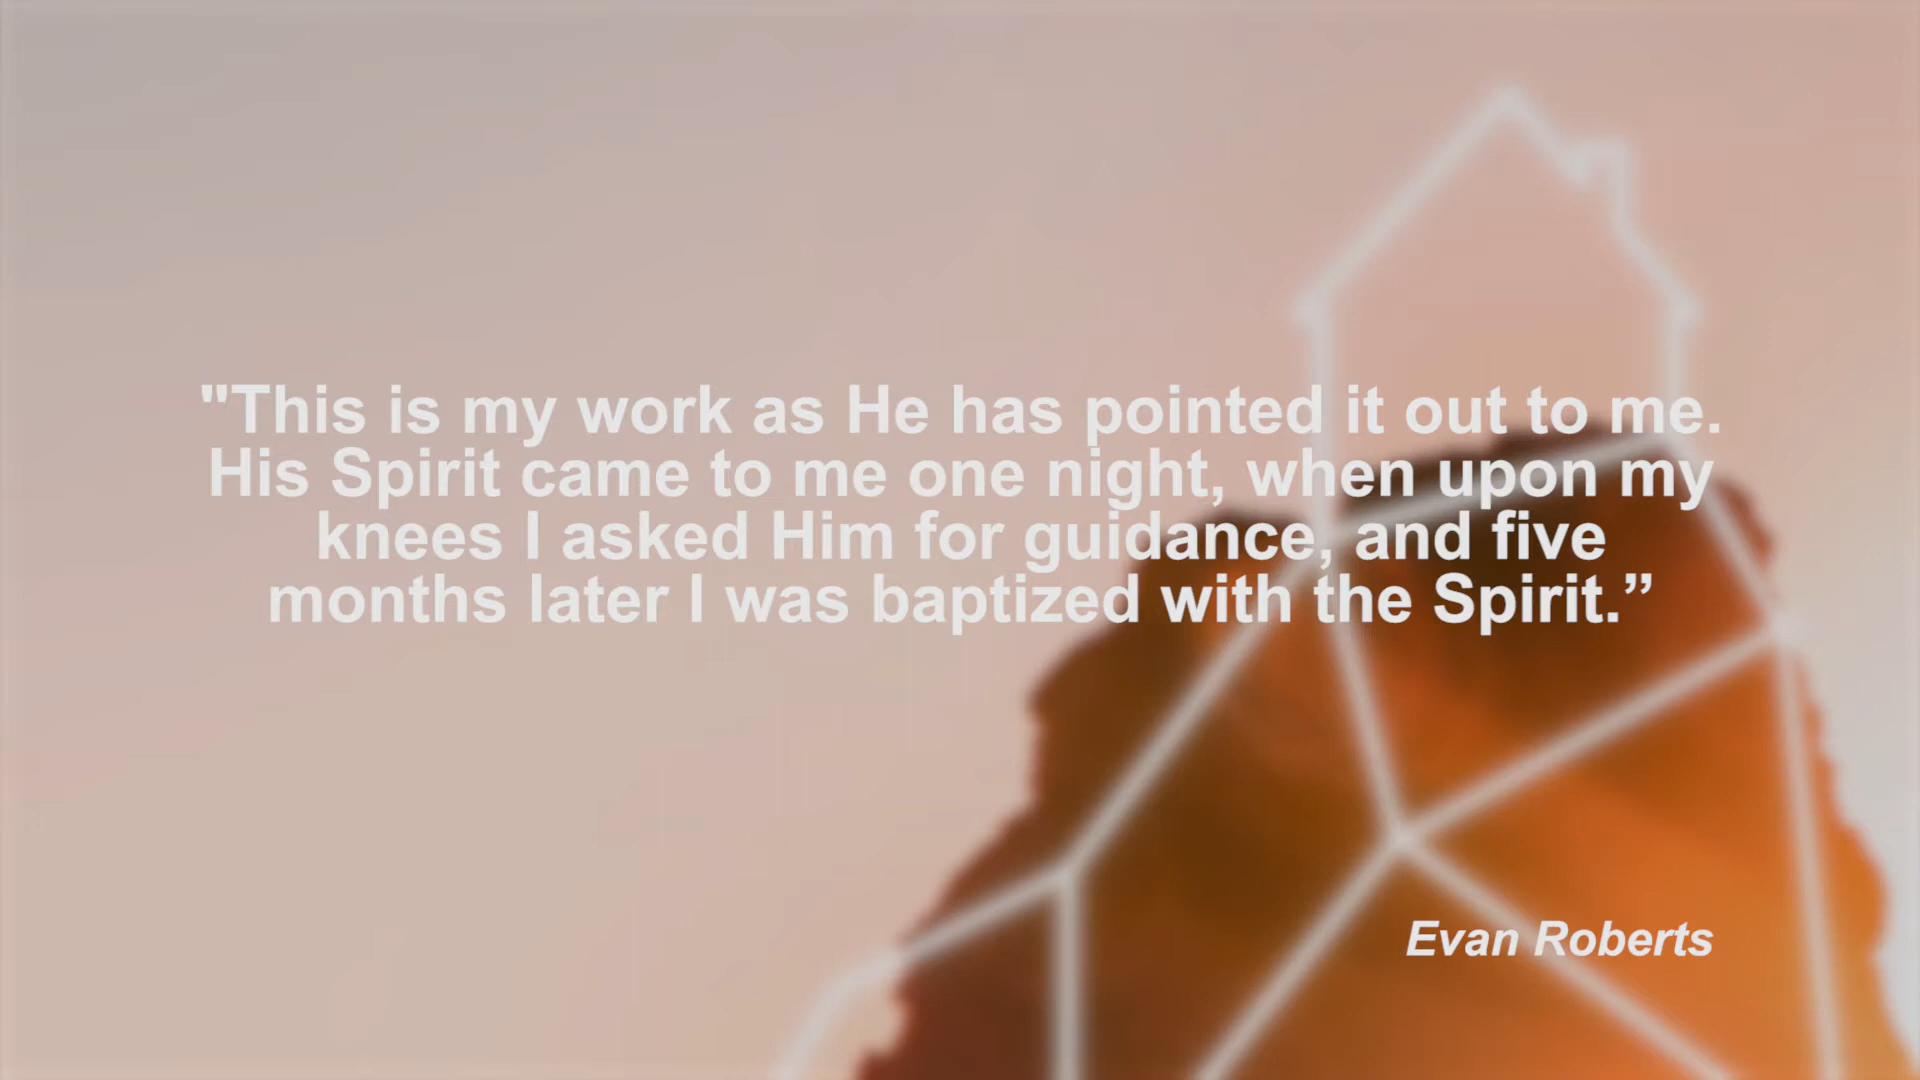 "This is my work as He has pointed it out to me.
His Spirit came to me one night, when upon my
knees I asked Him for guidance, and five
months later I was baptized with the Spirit.”
Evan Roberts